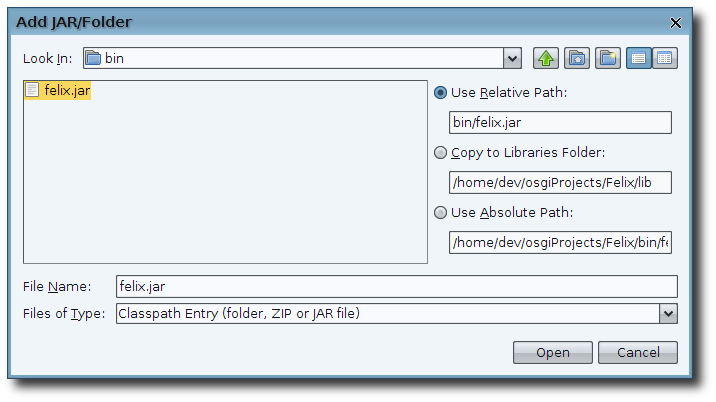 Add JAR/Folder
Look In: bin
felix.jar
Use Relative Path:
bin/felix.jar
Copy to Libraries Folder:
/home/dev/osgiProjects/Felix/lib
Use Absolute Path:
/home/dev/osgiProjects/Felix/bin/fe
File Name: felix.jar
Files of Type: Classpath Entry (folder, ZIP or JAR file)
Open Cancel